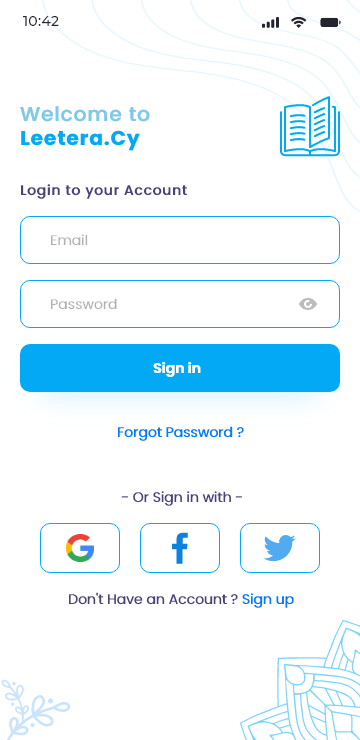 10:42
Welcome to
Leetera.Cy
Login to your Account
Email
Password
Sign in
Forgot Password ?
- Or Sign in with -
Don't Have an Account ? Sign up